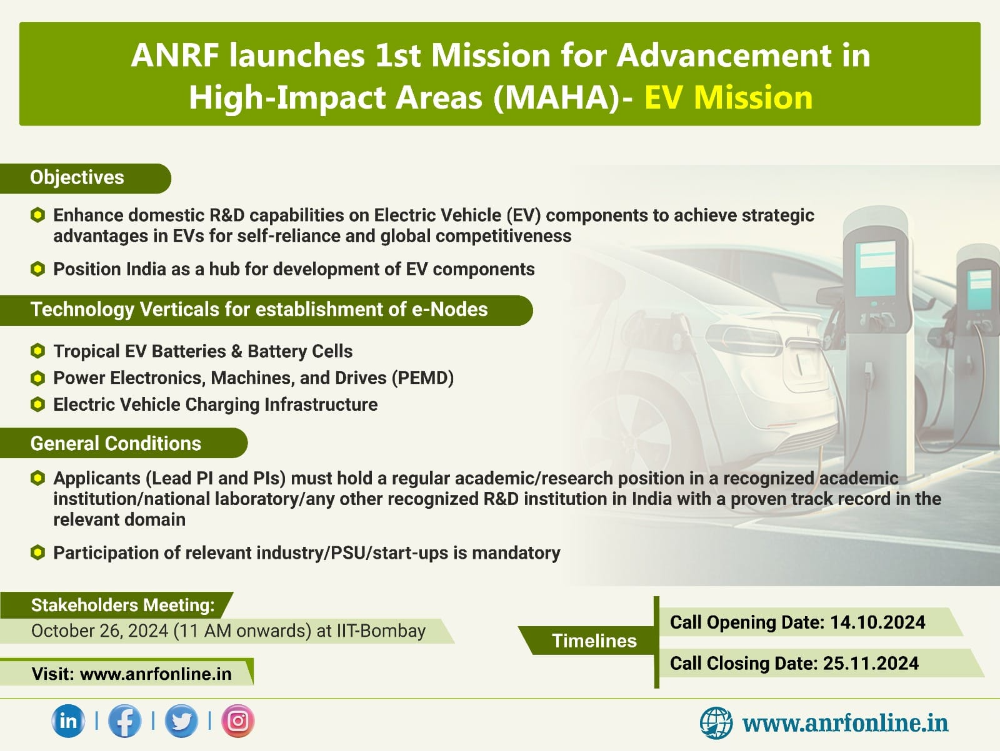 ANRF launches 1st Mission for Advancement in
High-Impact Areas (MAHA)- EV Mission
Objectives
Enhance domestic R&D capabilities on Electric Vehicle (EV) components to achieve strategic
advantages in EVs for self-reliance and global competitiveness
Position India as a hub for development of EV components
Technology Verticals for establishment of e-Nodes
Tropical EV Batteries & Battery Cells
Power Electronics, Machines, and Drives (PEMD)
Electric Vehicle Charging Infrastructure
General Conditions
Applicants (Lead PI and PIs) must hold a regular academic/research position in a recognized academic
institution/national laboratory/any other recognized R&D institution in India with a proven track record in the
relevant domain
Participation of relevant industry/PSU/start-ups is mandatory
Stakeholders Meeting:
October 26, 2024 (11 AM onwards) at IIT-Bombay
Visit: www.anrfonline.in
Timelines
Call Opening Date: 14.10.2024
Call Closing Date: 25.11.2024
in
www.anrfonline.in